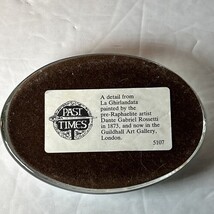 PAST
TIMES
A detail from
La Ghirlandata
painted by the
pre-Raphaelite artist
Dante Gabriel Rosetti
in 1873, and now in the
Guildhall Art Gallery,
London.
5107